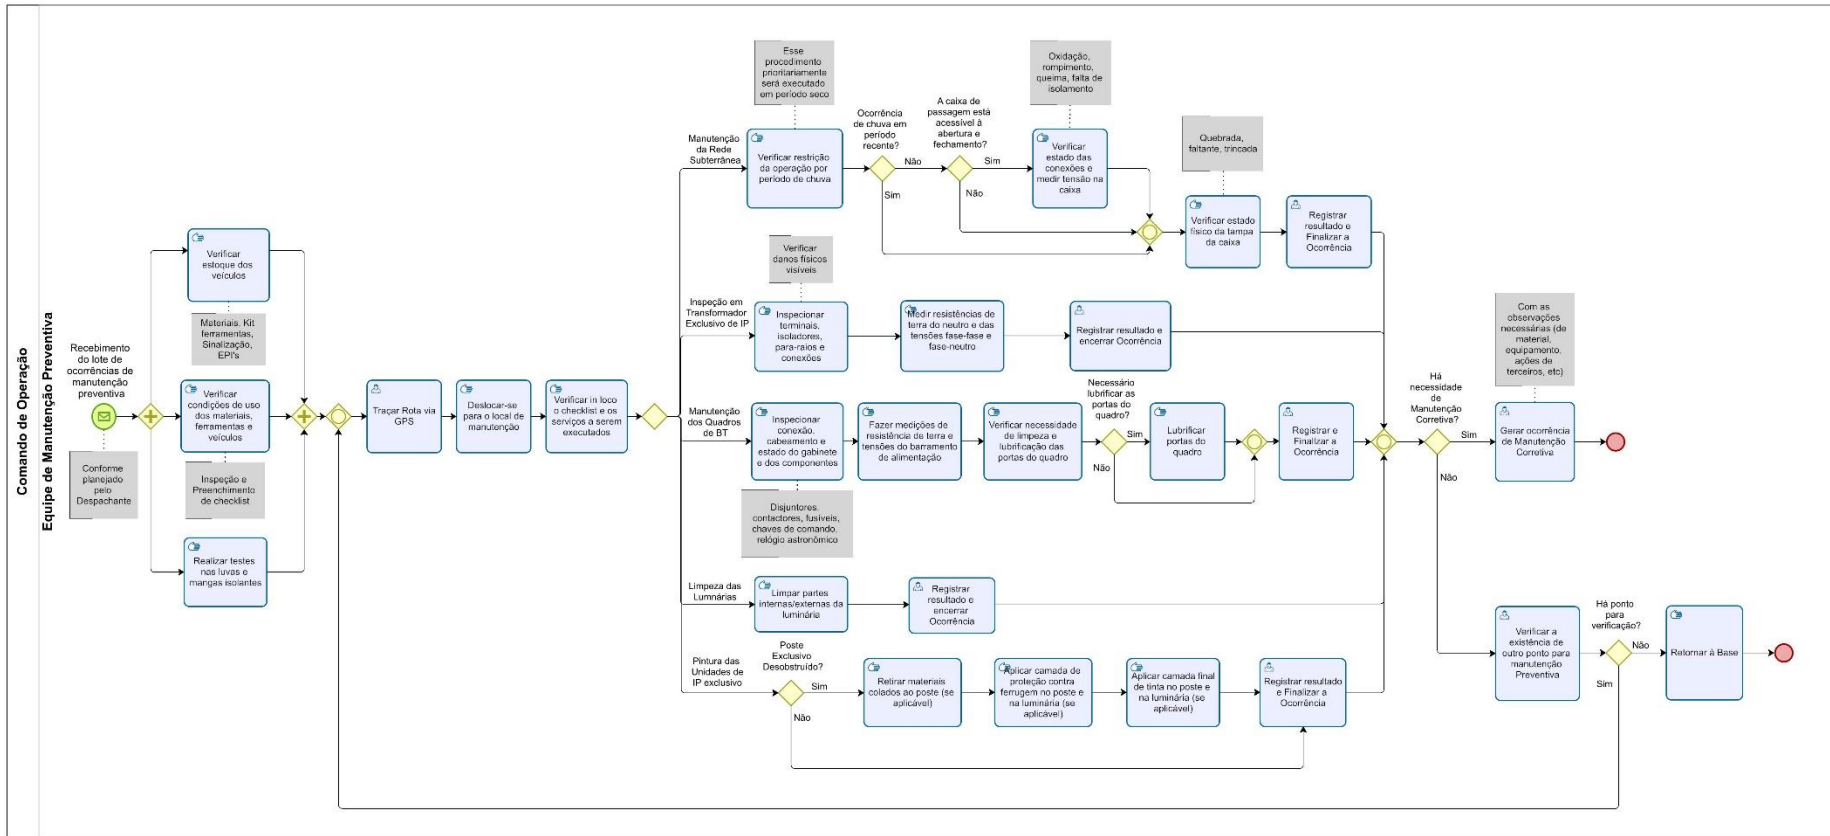 Comando de Operação
Equipe de Manutenção Preventiva
Recebimento
do lote de
ocorrências de
manutenção
preventiva
Conforme
planejado
pelo
Despachante
Verificar
estoque dos
veículos
Materiais, Kit
ferramentas,
Sinalização,
EPI's
Verificar
condições de uso
dos materiais,
ferramentas e
veículos
Inspeção e
Preenchimento
de checklist
Realizar testes
nas luvas e
mangas isolantes
Traçar Rota via
GPS
Deslocar-se
para o local de
manutenção
Verificar in loco
o checklist e os
serviços a serem
executados
Manutenção
da Rede
Subterrânea
Esse
procedimento
prioritariamente
será executado
em período seco
Verificar restrição
da operação por
período de chuva
Ocorrência
de chuva em
período
recente?
Não
Sim
A caixa de
passagem está
acessível à
abertura e
fechamento?
Sim
Não
Oxidação,
rompimento,
queima, falta de
isolamento
Verificar
estado das
conexões e
medir tensão na
caixa
Quebrada,
faltante, trincada
Verificar estado
físico da tampa
da caixa
Registrar
resultado e
Finalizar a
Ocorrência
Inspeção em
Transformador
Exclusivo de IP
Verificar
danos físicos
visíveis
Inspecionar
terminais,
isoladores,
para-raios e
conexões
Medir resistências de
terra do neutro e das
tensões fase-fase e
fase-neutro
Registrar resultado e
encerrar Ocorrência
Manutenção
dos Quadros
de BT
Inspecionar
conexão,
cabeamento e
estado do gabinete
e dos componentes
Disjuntores,
contactores, fusíveis,
chaves de comando,
relógio astronômico
Fazer medições de
resistência de terra e
tensões do barramento
de alimentação
Verificar necessidade
de limpeza e
lubrificação das
portas do quadro
Necessário
lubrificar as
portas do
quadro?
Sim
Não
Lubrificar
portas do
quadro
Registrar e
Finalizar a
Ocorrência
Limpeza das
Lumnárias
Limpar partes
internas/externas da
luminária
Registrar
resultado e
encerrar
Ocorrência
Pintura das
Unidades de
IP exclusivo
Poste
Exclusivo
Desobstruído?
Sim
Não
Retirar materiais
colados ao poste (se
aplicável)
Aplicar camada de
proteção contra
ferrugem no poste e
na luminária (se
aplicável)
Aplicar camada final
de tinta no poste e
na luminária (se
aplicável)
Registrar resultado
e Finalizar a
Ocorrência
Há
necessidade
de
Manutenção
Corretiva?
Sim
Não
Com as
observações
necessárias (de
material,
equipamento,
ações de
terceiros, etc)
Gerar ocorrência
de Manutenção
Corretiva
Verificar a
existência de
outro ponto para
manutenção
Preventiva
Há ponto
para
verificação?
Não
Sim
Retornar à Base